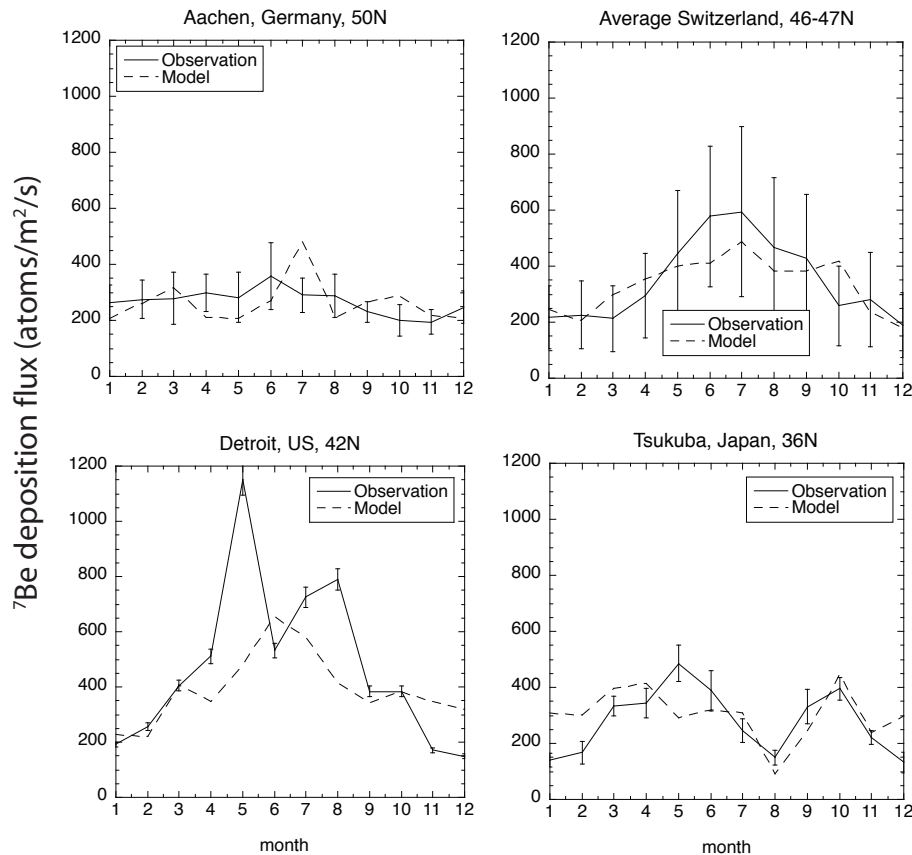 Aachen, Germany, 50N
1200
1000
800
600
400
200
0
Observation
Model
1 2 3 4 5 6 7 8 9 10 11 12
Average Switzerland, 46-47N
1200
1000
800
600
400
200
0
Observation
Model
1 2 3 4 5 6 7 8 9 10 11 12
⁷Be deposition flux (atoms/m²/s)
Detroit, US, 42N
1200
1000
800
600
400
200
0
Observation
Model
1 2 3 4 5 6 7 8 9 10 11 12
month
Tsukuba, Japan, 36N
1200
1000
800
600
400
200
0
Observation
Model
1 2 3 4 5 6 7 8 9 10 11 12
month